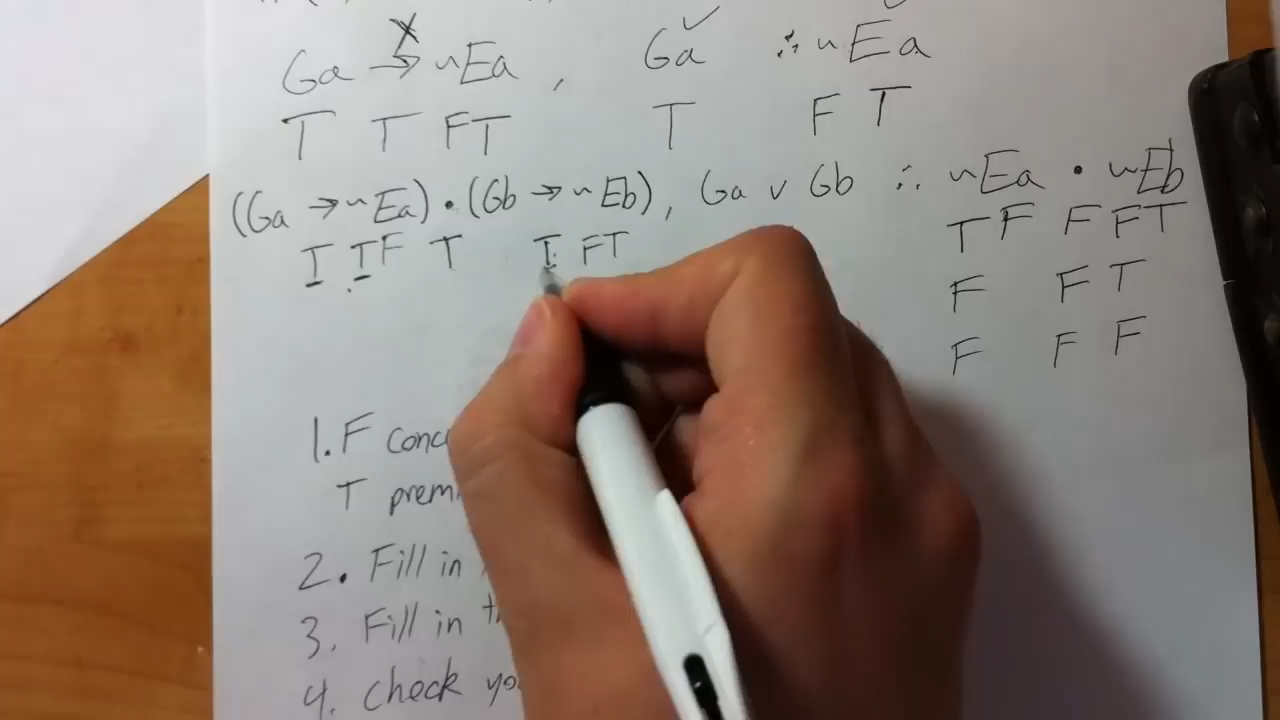 Ga → ~Ea , Ga ∴ ~Ea
T T FT T F T
(Ga → ~Ea) • (Gb → ~Eb), Ga v Gb ∴ ~Ea • ~Eb
T T F T T FT T F F F T
F F T
F F F
1. F conc
T prem
2. Fill in
3. Fill in
4. check